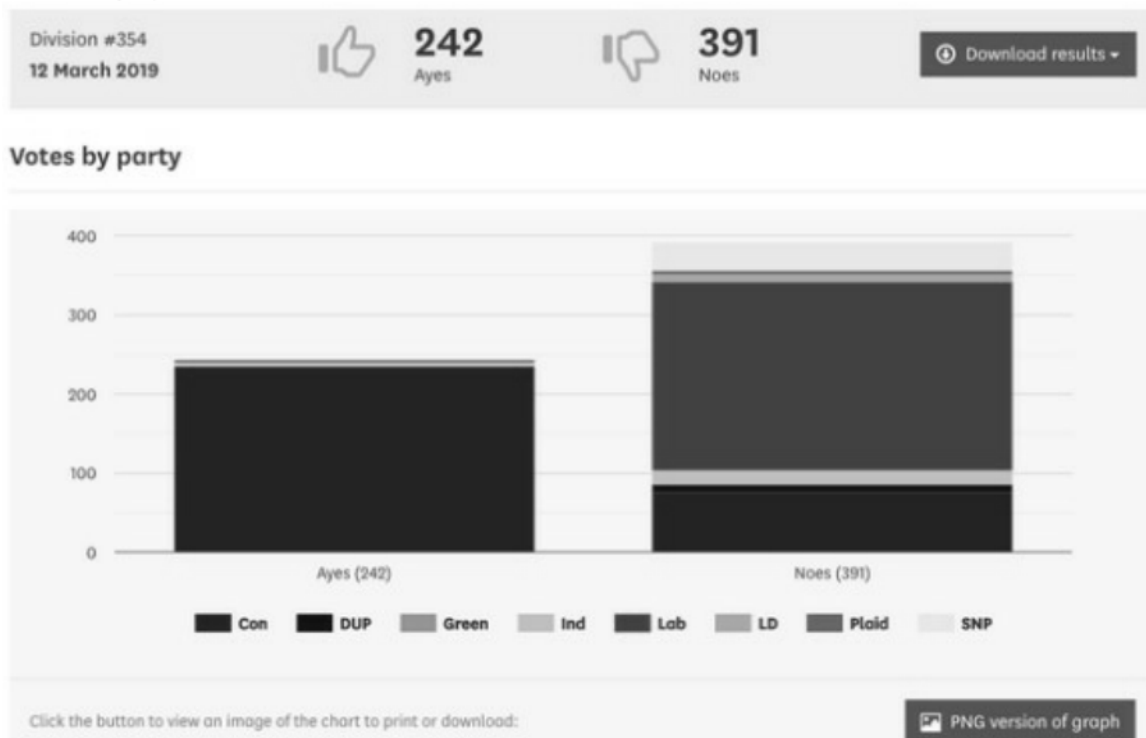 Division #354
12 March 2019
242
Ayes
391
Noes
Download results
Votes by party
400
300
200
100
0
Ayes (242)
Noes (391)
Con DUP Green Ind Lab LD Plaid SNP
Click the button to view an image of the chart to print or download:
PNG version of graph